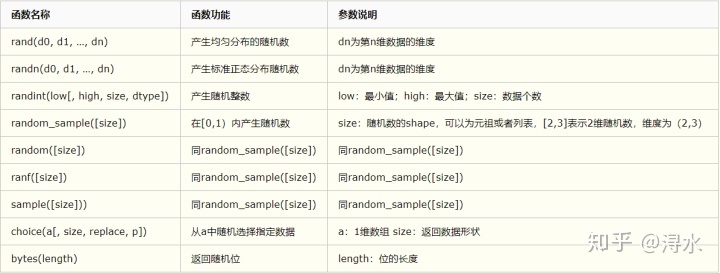 函数名称 函数功能 参数说明
rand(d0, d1, ..., dn) 产生均匀分布的随机数 dn为第n维数据的维度
randn(d0, d1, ..., dn) 产生标准正态分布随机数 dn为第n维数据的维度
randint(low[, high, size, dtype]) 产生随机整数 low：最小值；high：最大值；size：数据个数
random_sample([size]) 在[0,1）内产生随机数 size：随机数的shape，可以为元祖或者列表，[2,3]表示2维随机数，维度为（2,3）
random([size]) 同random_sample([size]) 同random_sample([size])
ranf([size]) 同random_sample([size]) 同random_sample([size])
sample([size])) 同random_sample([size]) 同random_sample([size])
choice(a[, size, replace, p]) 从a中随机选择指定数据 a：1维数组 size：返回数据形状
bytes(length) 返回随机位 length：位的长度
知乎 @浔水